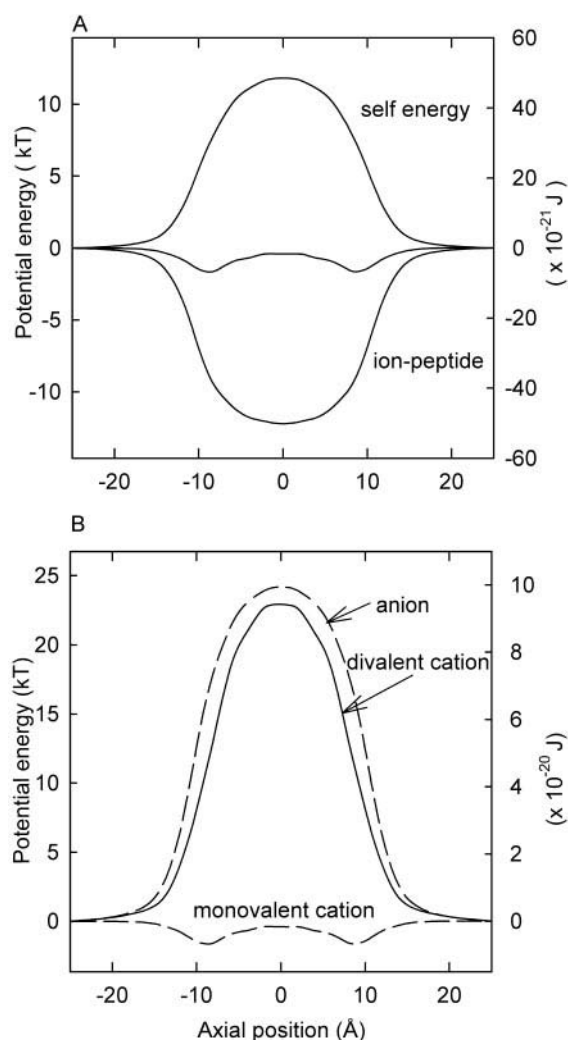 A
Potential energy ( kT)
10
5
0
-5
-10
60
40
20
0
-20
-40
-60
( x 10-21 J)
self energy
ion-peptide
-20
-10
0
10
20
B
Potential energy (kT)
25
20
15
10
5
0
10
8
6
4
2
0
(x 10-20 J)
anion
divalent cation
monovalent cation
-20
-10
0
10
20
Axial position (Å)